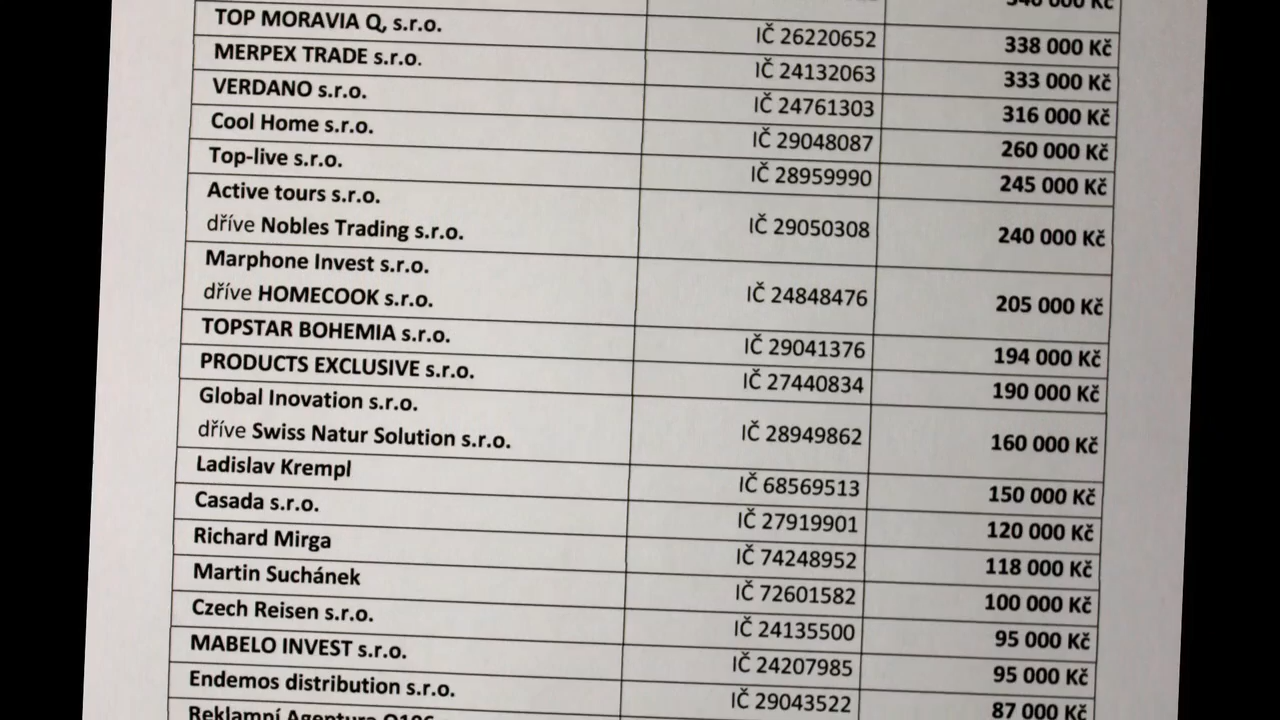 340 000 Kč
TOP MORAVIA Q, s.r.o. IČ 26220652 338 000 Kč
MERPEX TRADE s.r.o. IČ 24132063 333 000 Kč
VERDANO s.r.o. IČ 24761303 316 000 Kč
Cool Home s.r.o. IČ 29048087 260 000 Kč
Top-live s.r.o. IČ 28959990 245 000 Kč
Active tours s.r.o.
dříve Nobles Trading s.r.o. IČ 29050308 240 000 Kč
Marphone Invest s.r.o.
dříve HOMECOOK s.r.o. IČ 24848476 205 000 Kč
TOPSTAR BOHEMIA s.r.o. IČ 29041376 194 000 Kč
PRODUCTS EXCLUSIVE s.r.o. IČ 27440834 190 000 Kč
Global Inovation s.r.o.
dříve Swiss Natur Solution s.r.o. IČ 28949862 160 000 Kč
Ladislav Krempl IČ 68569513 150 000 Kč
Casada s.r.o. IČ 27919901 120 000 Kč
Richard Mirga IČ 74248952 118 000 Kč
Martin Suchánek IČ 72601582 100 000 Kč
Czech Reisen s.r.o. IČ 24135500 95 000 Kč
MABELO INVEST s.r.o. IČ 24207985 95 000 Kč
Endemos distribution s.r.o. IČ 29043522 87 000 Kč
Reklamní Agentura